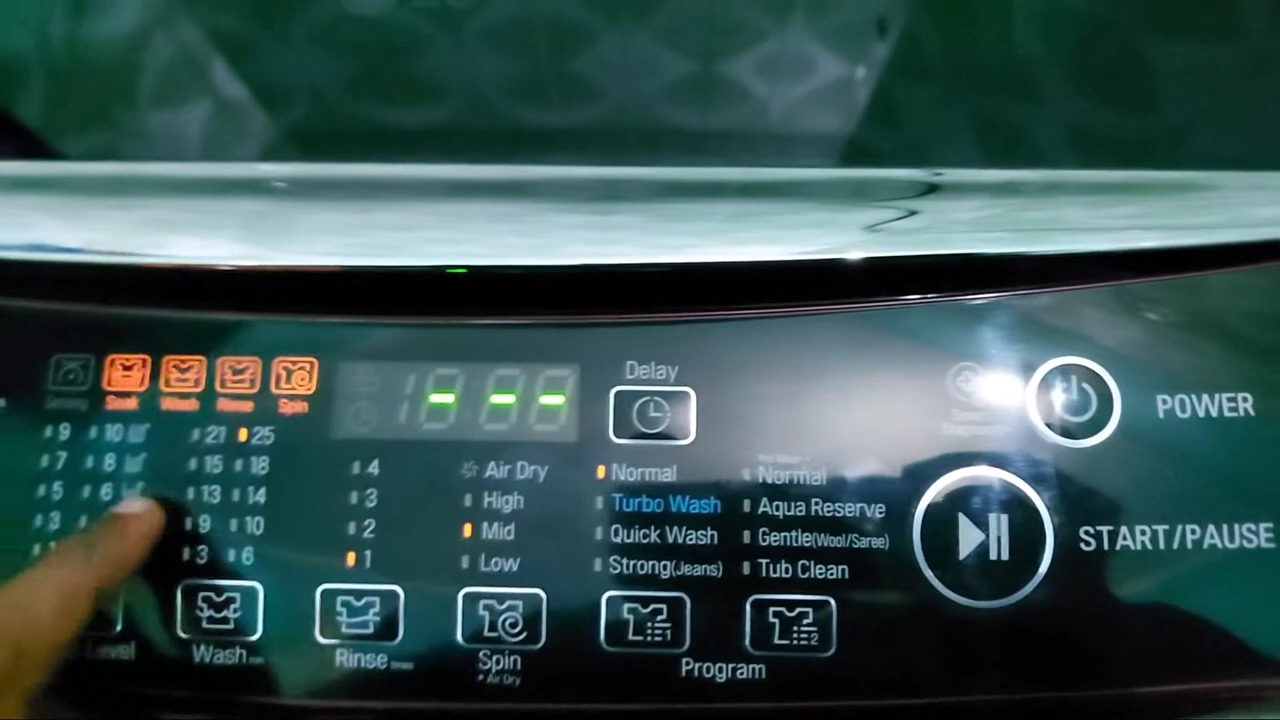 Delay
POWER
START/PAUSE
Soak Wash Rinse Spin
9 10 21 25
7 8 15 18
5 6 13 14
3 9 10
3 6
4
3
2
1
Air Dry
High
Mid
Low
Normal
Turbo Wash
Quick Wash
Strong(Jeans)
Normal
Aqua Reserve
Gentle(Wool/Saree)
Tub Clean
Level
Wash
Rinse
Spin
* Air Dry
1
2
Program